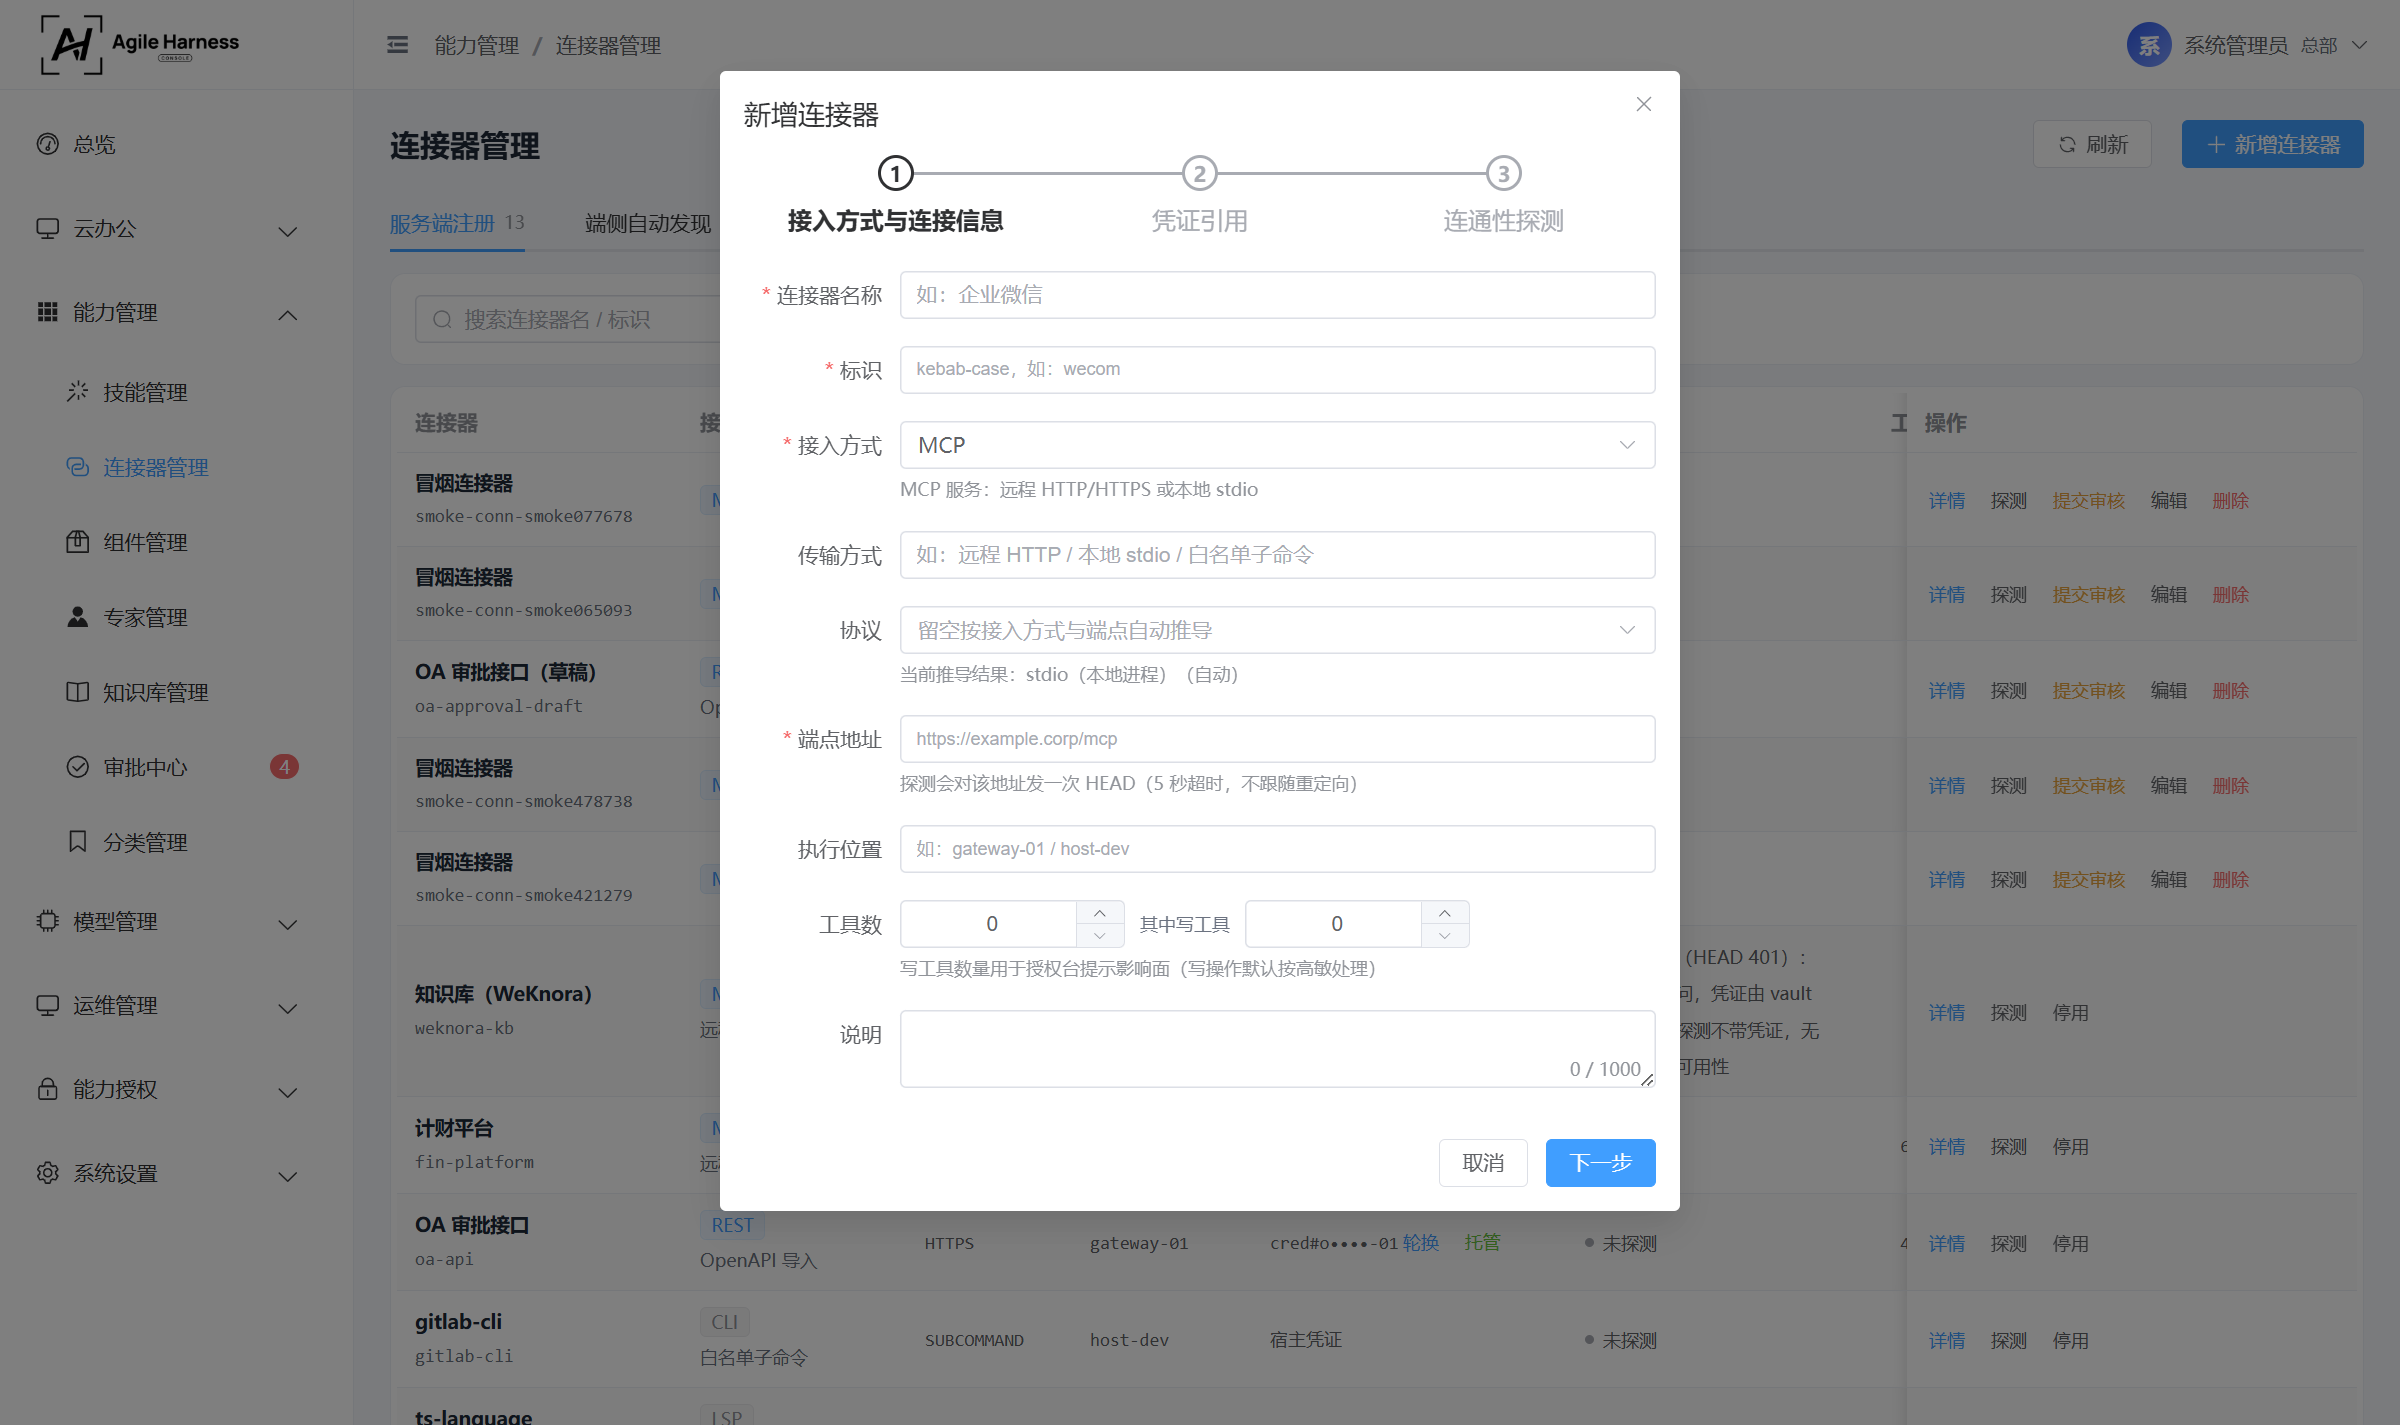 Agile Harness
CONSOLE
能力管理 / 连接器管理
系 系统管理员 总部
总览
云办公
能力管理
技能管理
连接器管理
组件管理
专家管理
知识库管理
审批中心 4
分类管理
模型管理
运维管理
能力授权
系统设置
连接器管理
刷新
新增连接器
服务端注册 13
端侧自动发现
搜索连接器名 / 标识
连接器
操作
冒烟连接器
smoke-conn-smoke077678
详情 探测 提交审核 编辑 删除
冒烟连接器
smoke-conn-smoke065093
详情 探测 提交审核 编辑 删除
OA 审批接口（草稿）
oa-approval-draft
详情 探测 提交审核 编辑 删除
冒烟连接器
smoke-conn-smoke478738
详情 探测 提交审核 编辑 删除
冒烟连接器
smoke-conn-smoke421279
详情 探测 提交审核 编辑 删除
知识库（WeKnora）
weknora-kb
（HEAD 401）：
，凭证由 vault
探测不带凭证，无
可用性
详情 探测 停用
计财平台
fin-platform
详情 探测 停用
OA 审批接口
oa-api
REST
OpenAPI 导入
HTTPS
gateway-01
cred#o••••-01 轮换 托管
未探测
4
详情 探测 停用
gitlab-cli
gitlab-cli
CLI
白名单子命令
SUBCOMMAND
host-dev
宿主凭证
未探测
详情 探测 停用
ts-language
LSP
新增连接器
1 2 3
接入方式与连接信息 凭证引用 连通性探测
* 连接器名称 如：企业微信
* 标识 kebab-case，如：wecom
* 接入方式 MCP
MCP 服务：远程 HTTP/HTTPS 或本地 stdio
传输方式 如：远程 HTTP / 本地 stdio / 白名单子命令
协议 留空按接入方式与端点自动推导
当前推导结果：stdio（本地进程）（自动）
* 端点地址 https://example.corp/mcp
探测会对该地址发一次 HEAD（5 秒超时，不跟随重定向）
执行位置 如：gateway-01 / host-dev
工具数 0 其中写工具 0
写工具数量用于授权台提示影响面（写操作默认按高敏处理）
说明
0 / 1000
取消 下一步